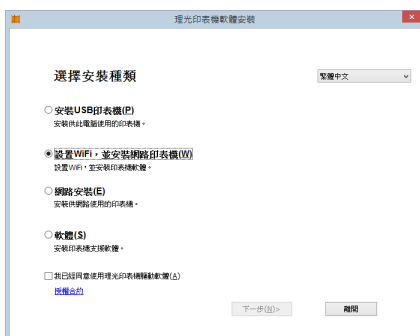 理光印表機軟體安裝
選擇安裝種類
繁體中文
安裝USB印表機(P)
安裝供此電腦使用的印表機。
設置WiFi，並安裝網路印表機(W)
設置WiFi，並安裝印表機軟體。
網路安裝(E)
安裝供網路使用的印表機。
軟體(S)
安裝印表機支援軟體。
我已經同意使用理光印表機驅動軟體(A)
授權合約
下一步(N)>
離開